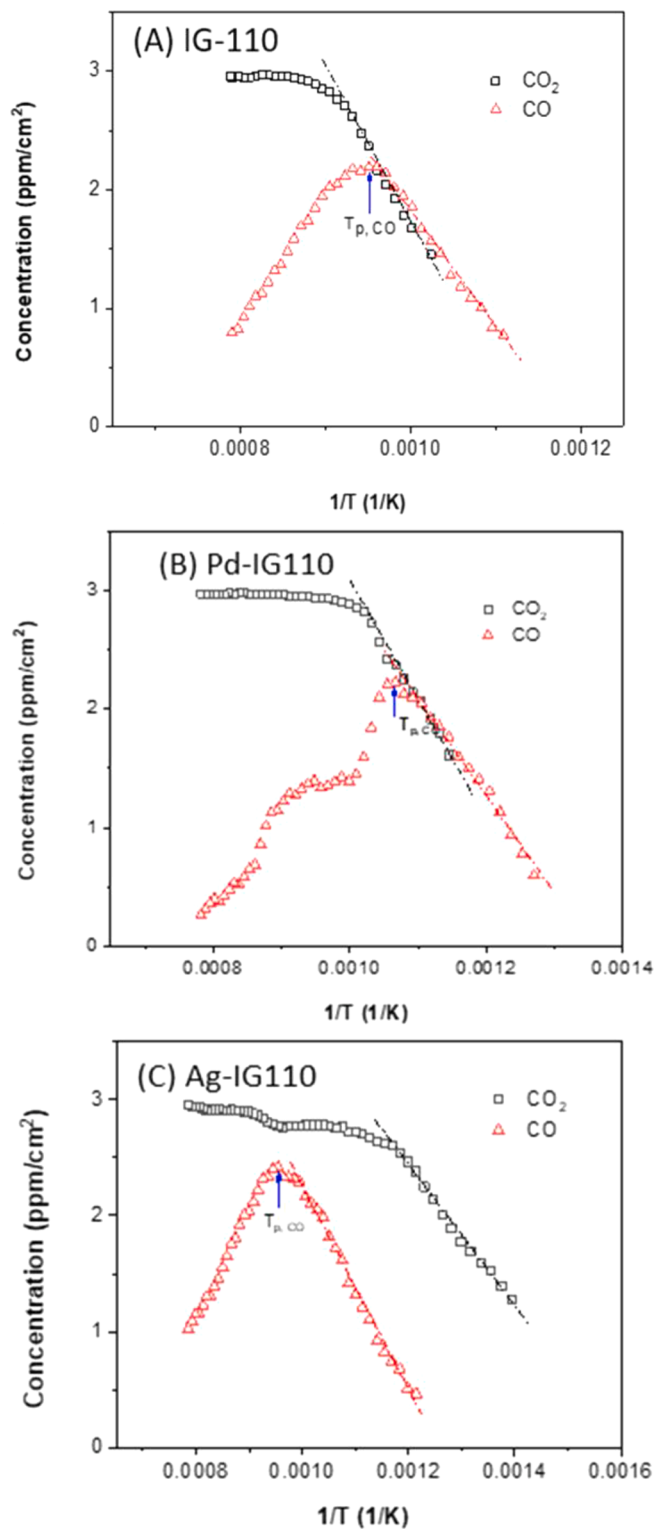 (A) IG-110
3
2
1
0
Concentration (ppm/cm²)
CO₂
CO
Tp, CO
0.0008
0.0010
0.0012
1/T (1/K)
(B) Pd-IG110
3
2
1
0
Concentration (ppm/cm²)
CO₂
CO
Tp, CO
0.0008
0.0010
0.0012
0.0014
1/T (1/K)
(C) Ag-IG110
3
2
1
0
Concentration (ppm/cm²)
CO₂
CO
Tp, CO
0.0008
0.0010
0.0012
0.0014
0.0016
1/T (1/K)